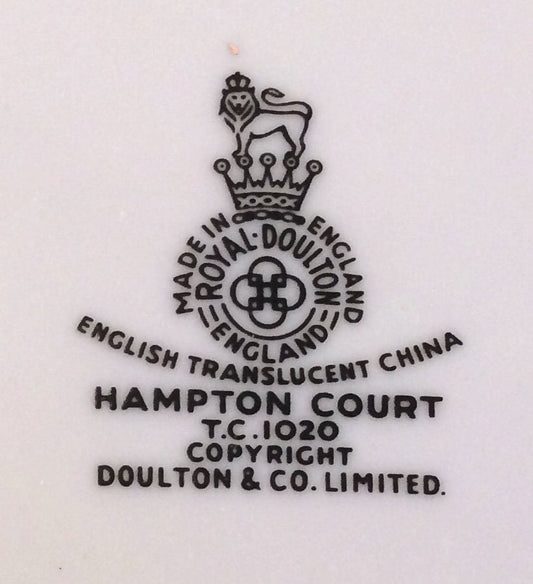 MADE IN ENGLAND
ROYAL·DOULTON
ENGLAND
ENGLISH TRANSLUCENT CHINA
HAMPTON COURT
T.C.1020
COPYRIGHT
DOULTON & CO. LIMITED.